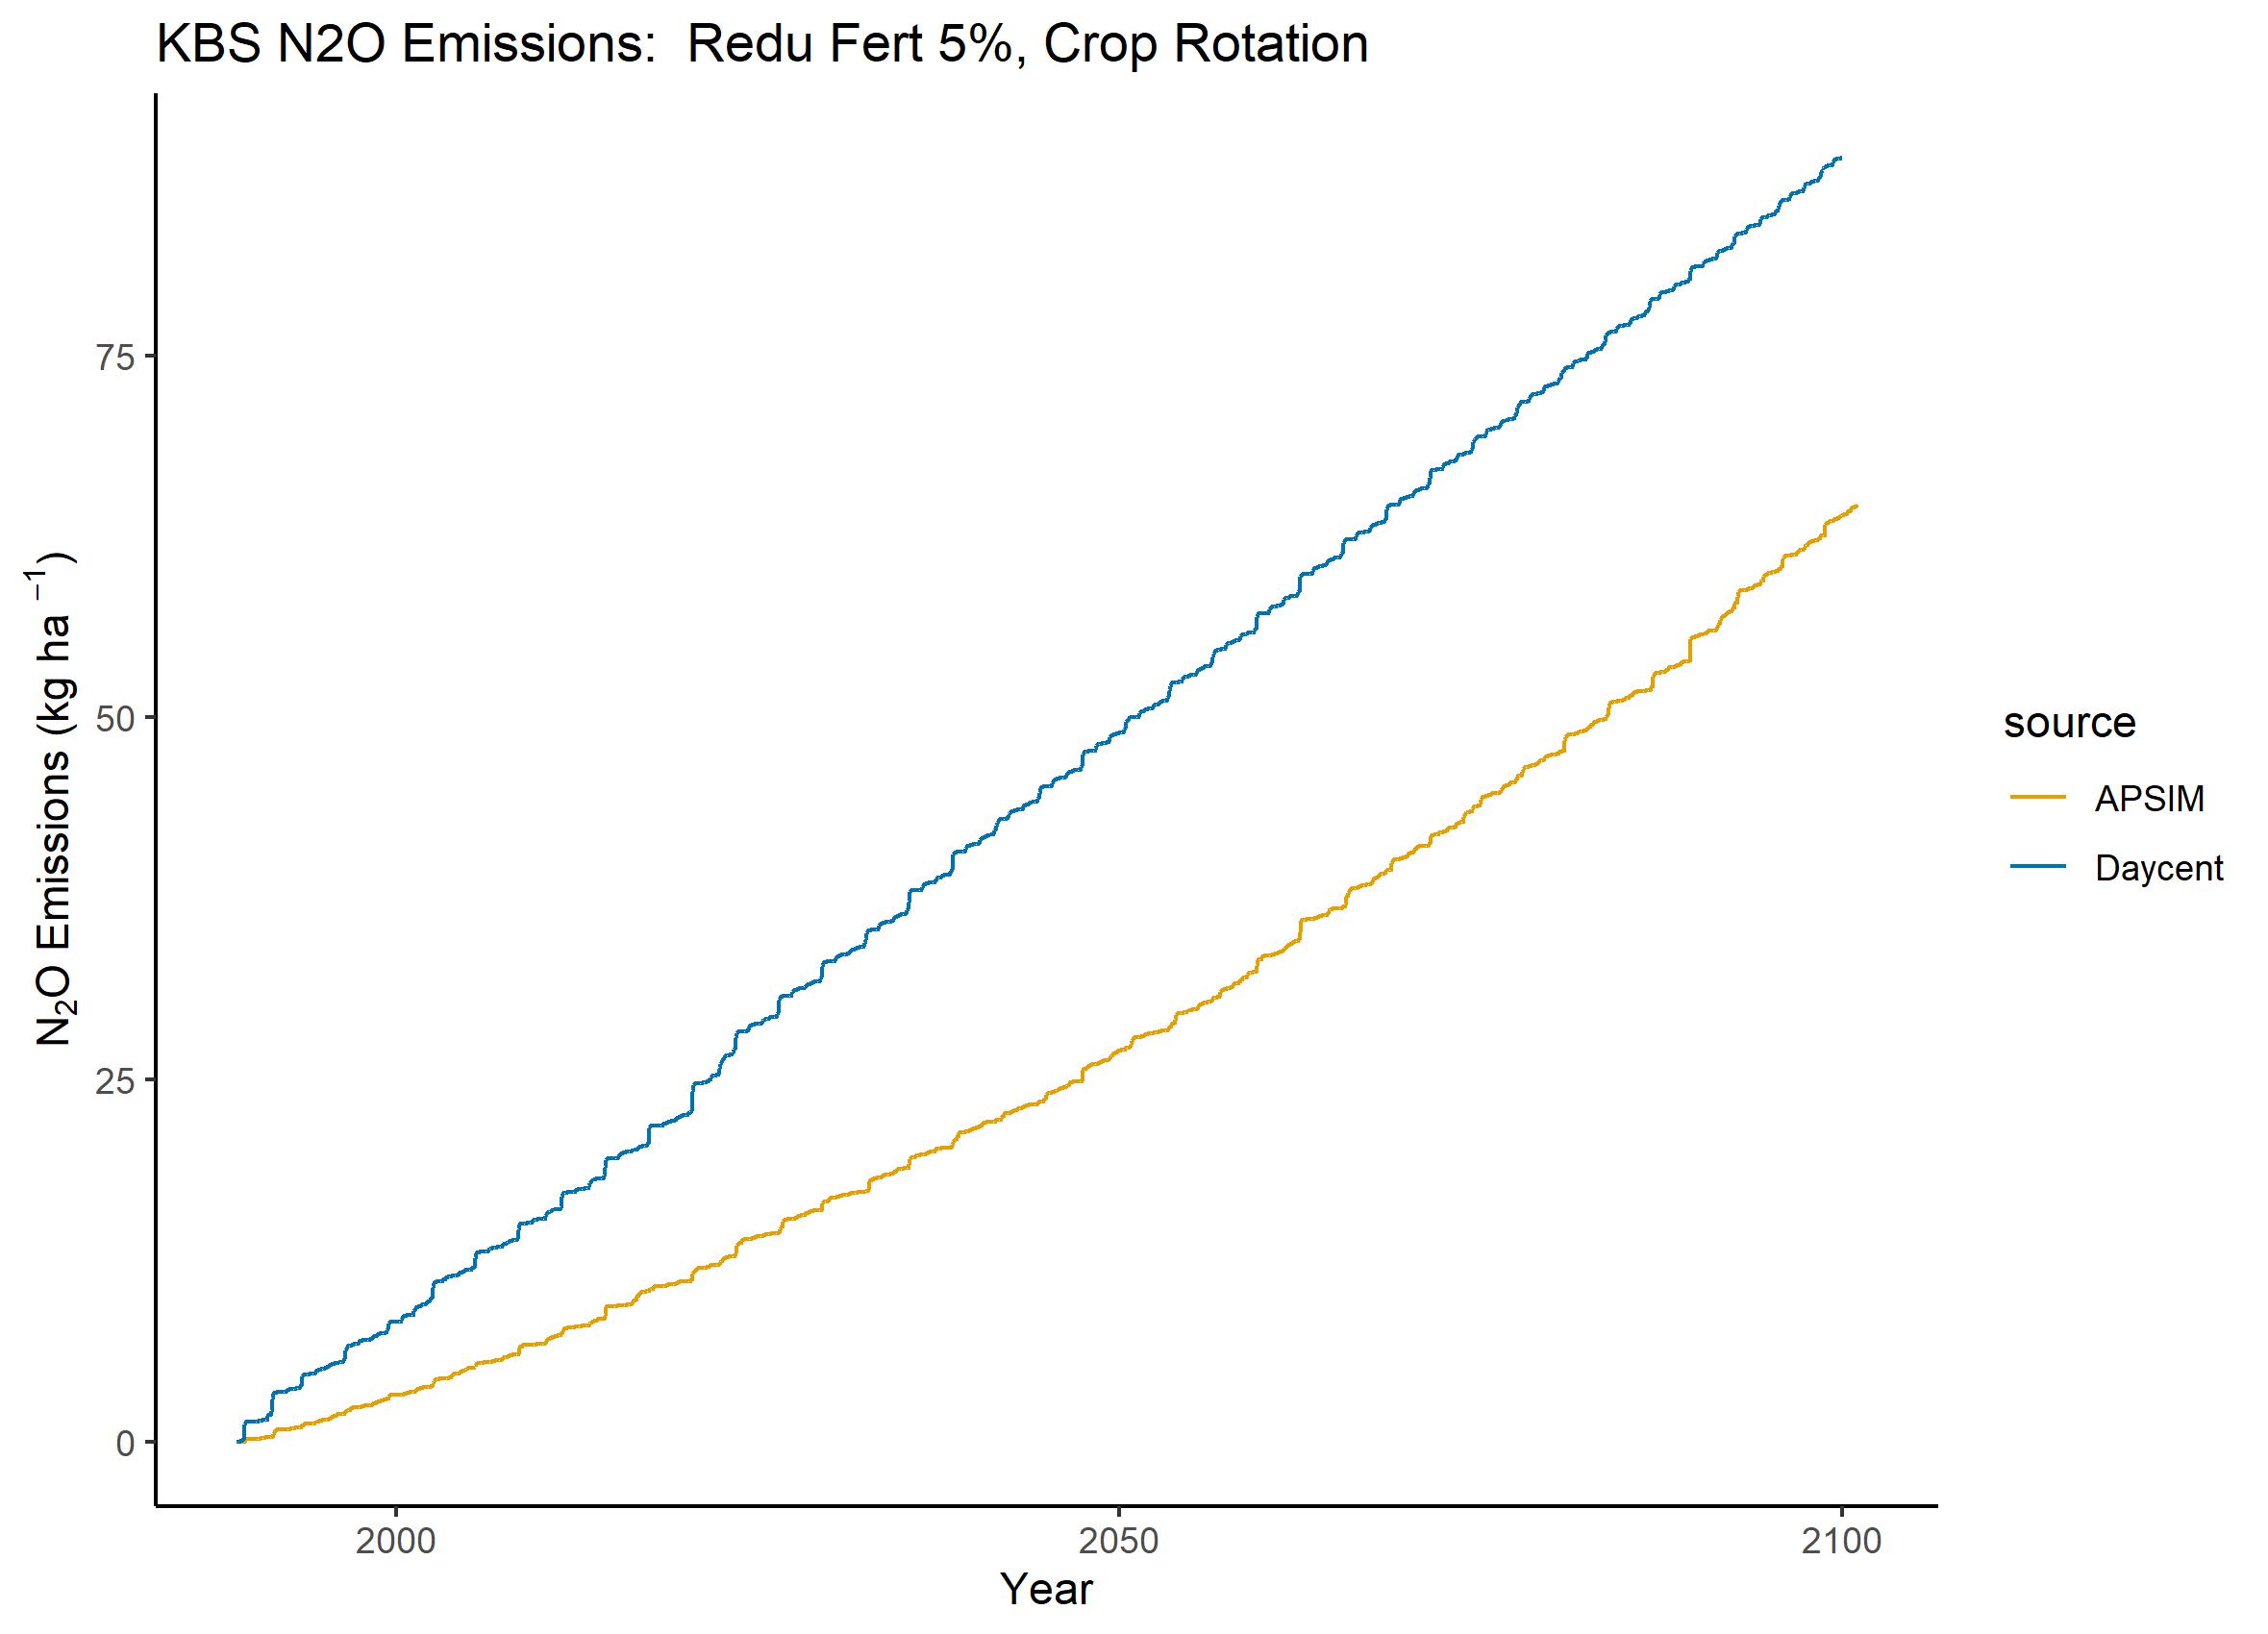 KBS N2O Emissions:  Redu Fert 5%, Crop Rotation
N₂O Emissions (kg ha ⁻¹)
75
50
25
0
2000
2050
2100
Year
source
APSIM
Daycent